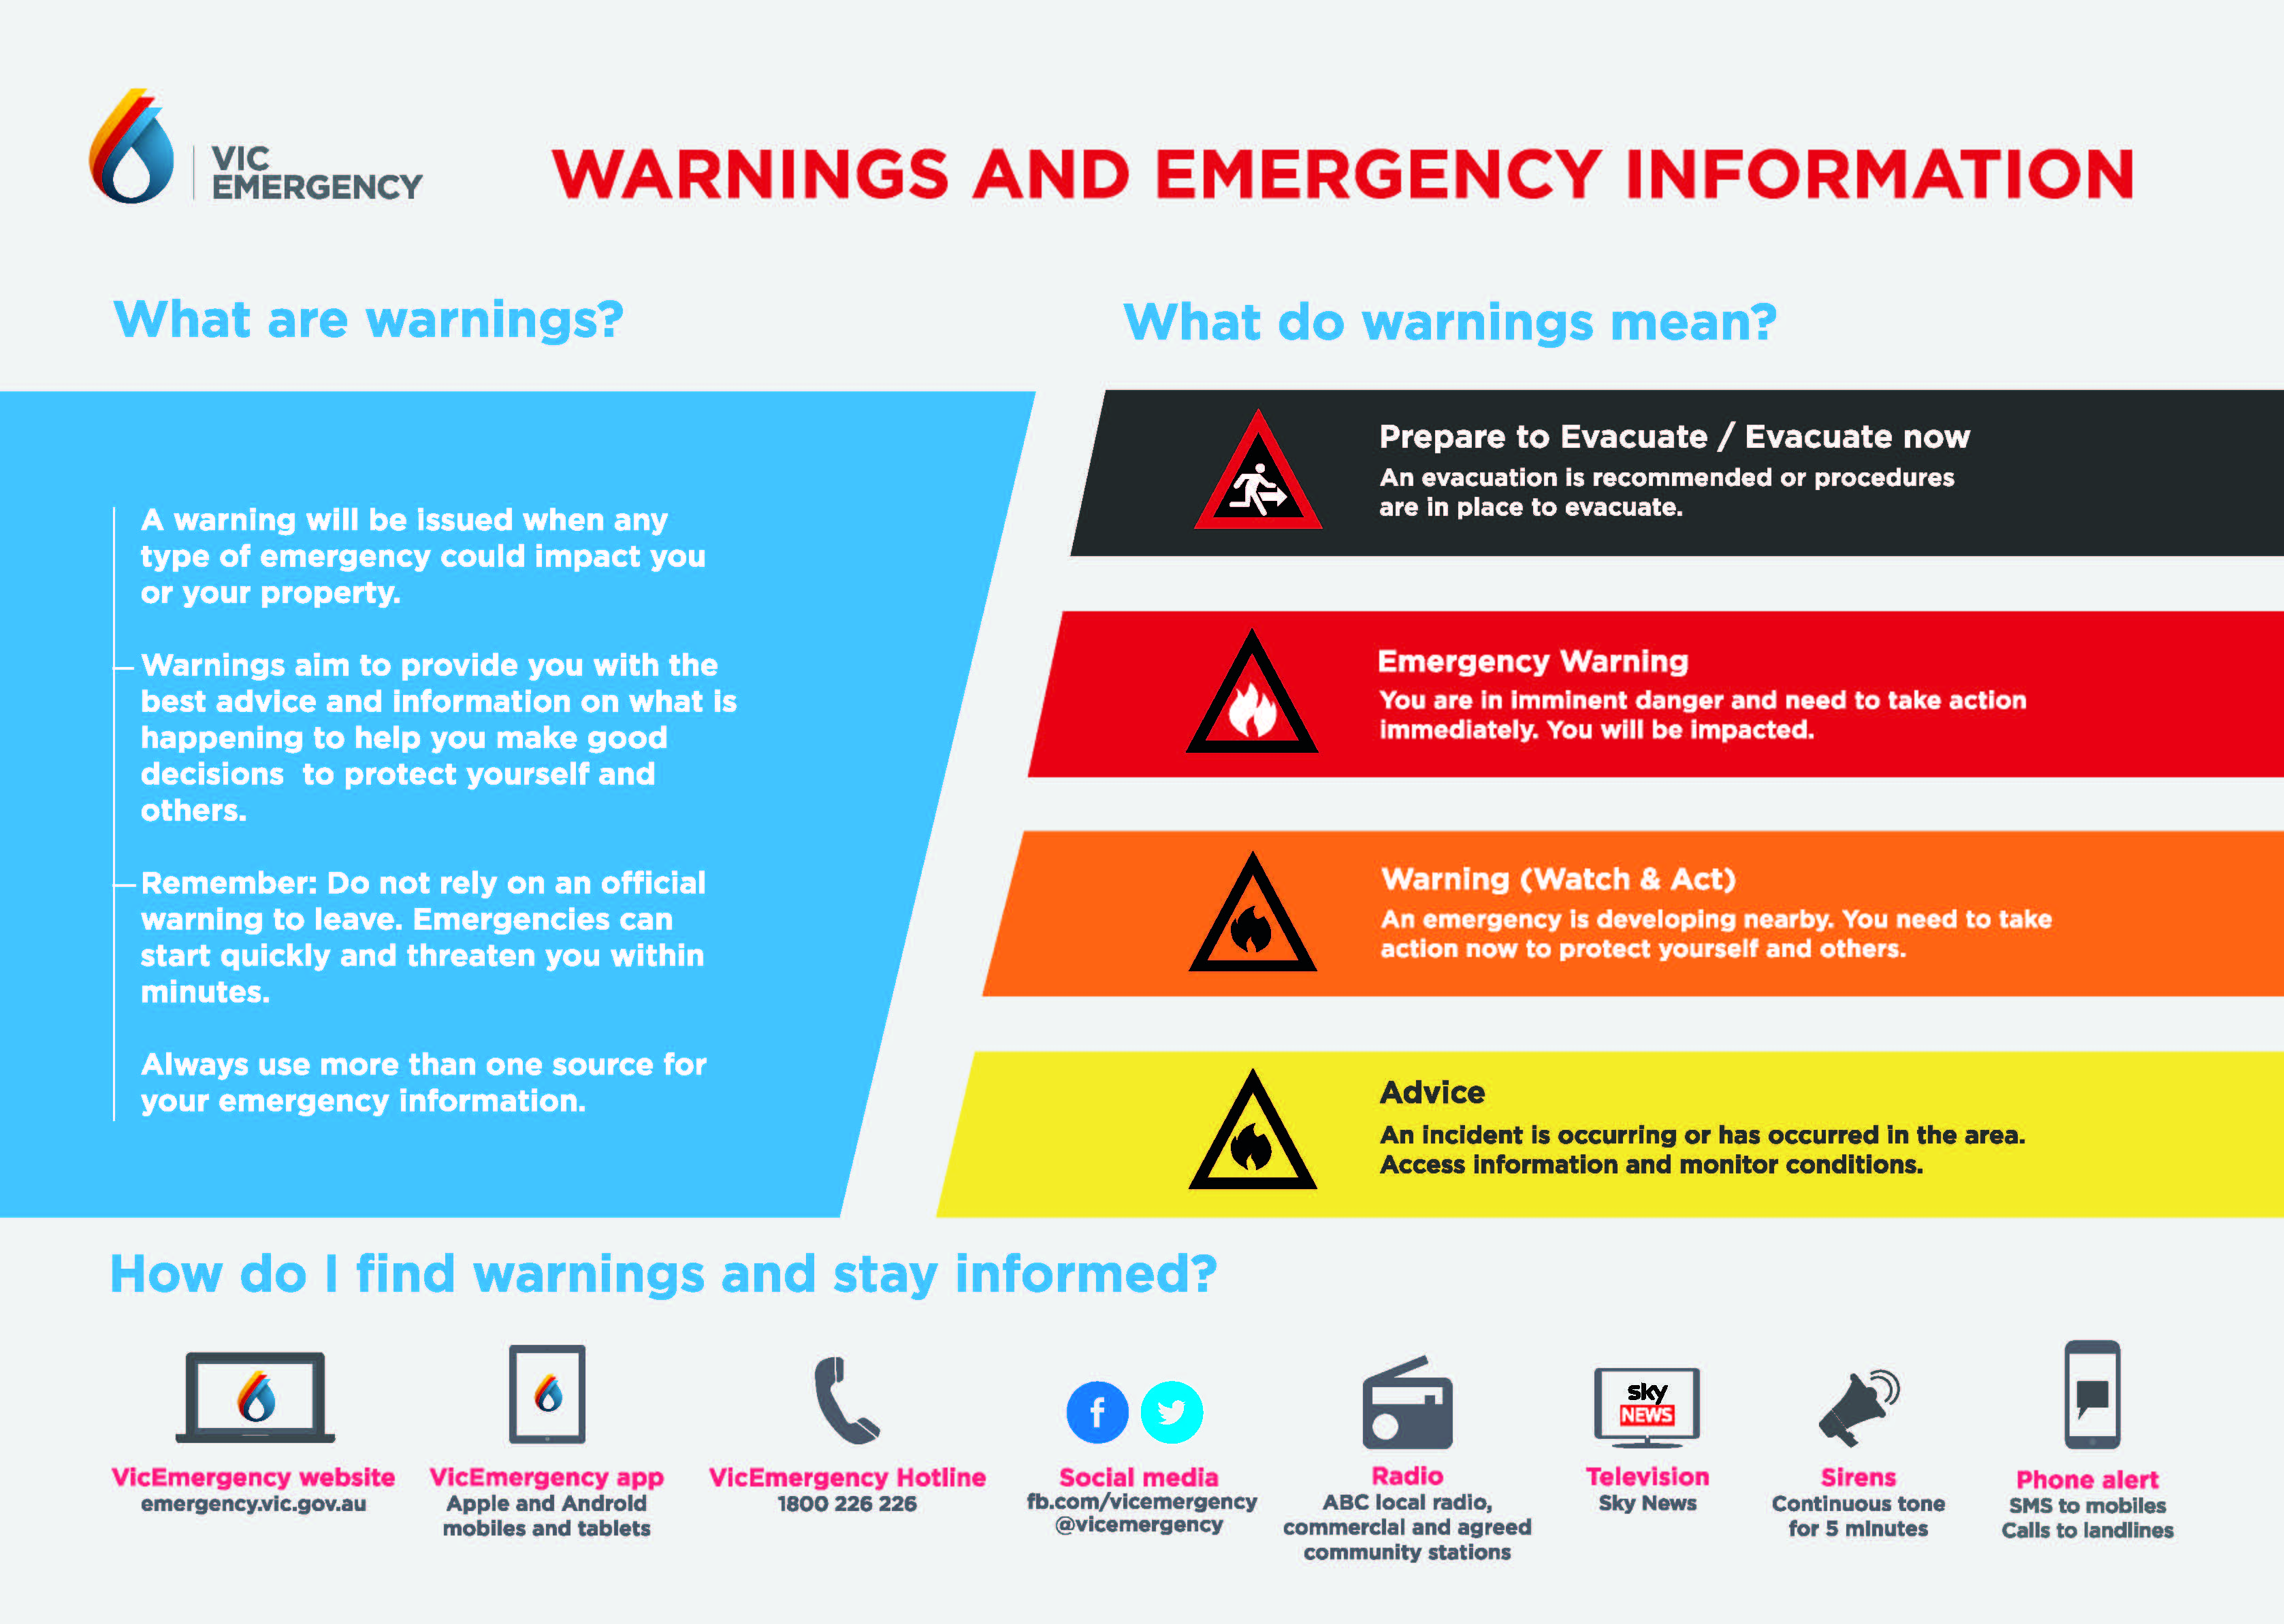 VIC
EMERGENCY
WARNINGS AND EMERGENCY INFORMATION
What are warnings?
A warning will be issued when any
type of emergency could impact you
or your property.
Warnings aim to provide you with the
best advice and information on what is
happening to help you make good
decisions to protect yourself and
others.
Remember: Do not rely on an official
warning to leave. Emergencies can
start quickly and threaten you within
minutes.
Always use more than one source for
your emergency information.
What do warnings mean?
Prepare to Evacuate / Evacuate now
An evacuation is recommended or procedures
are in place to evacuate.
Emergency Warning
You are in imminent danger and need to take action
immediately. You will be impacted.
Warning (Watch & Act)
An emergency is developing nearby. You need to take
action now to protect yourself and others.
Advice
An incident is occurring or has occurred in the area.
Access information and monitor conditions.
How do I find warnings and stay informed?
VicEmergency website
emergency.vic.gov.au
VicEmergency app
Apple and Android
mobiles and tablets
VicEmergency Hotline
1800 226 226
f
Social media
fb.com/vicemergency
@vicemergency
Radio
ABC local radio,
commercial and agreed
community stations
sky
NEWS
Television
Sky News
Sirens
Continuous tone
for 5 minutes
Phone alert
SMS to mobiles
Calls to landlines